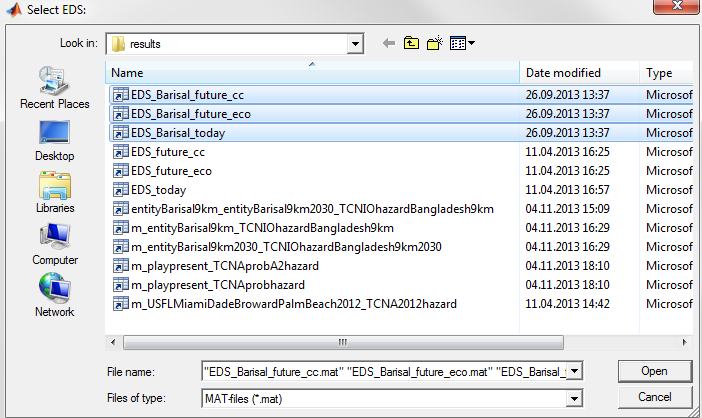 Select EDS:
Look in: results
Name Date modified Type
EDS_Barisal_future_cc 26.09.2013 13:37 Microsof
EDS_Barisal_future_eco 26.09.2013 13:37 Microsof
EDS_Barisal_today 26.09.2013 13:37 Microsof
EDS_future_cc 11.04.2013 16:25 Microsof
EDS_future_eco 11.04.2013 16:25 Microsof
EDS_today 11.04.2013 16:57 Microsof
entityBarisal9km_entityBarisal9km2030_TCNIOhazardBangladesh9km 04.11.2013 15:09 Microsof
m_entityBarisal9km_TCNIOhazardBangladesh9km 04.11.2013 16:29 Microsof
m_entityBarisal9km2030_TCNIOhazardBangladesh9km2030 04.11.2013 16:29 Microsof
m_playpresent_TCNAprobA2hazard 04.11.2013 18:10 Microsof
m_playpresent_TCNAprobhazard 04.11.2013 18:10 Microsof
m_USFLMiamiDadeBrowardPalmBeach2012_TCNA2012hazard 11.04.2013 14:42 Microsof
Recent Places
Desktop
Libraries
Computer
Network
File name: "EDS_Barisal_future_cc.mat" "EDS_Barisal_future_eco.mat" "EDS_Barisal_ Open
Files of type: MAT-files (*.mat) Cancel